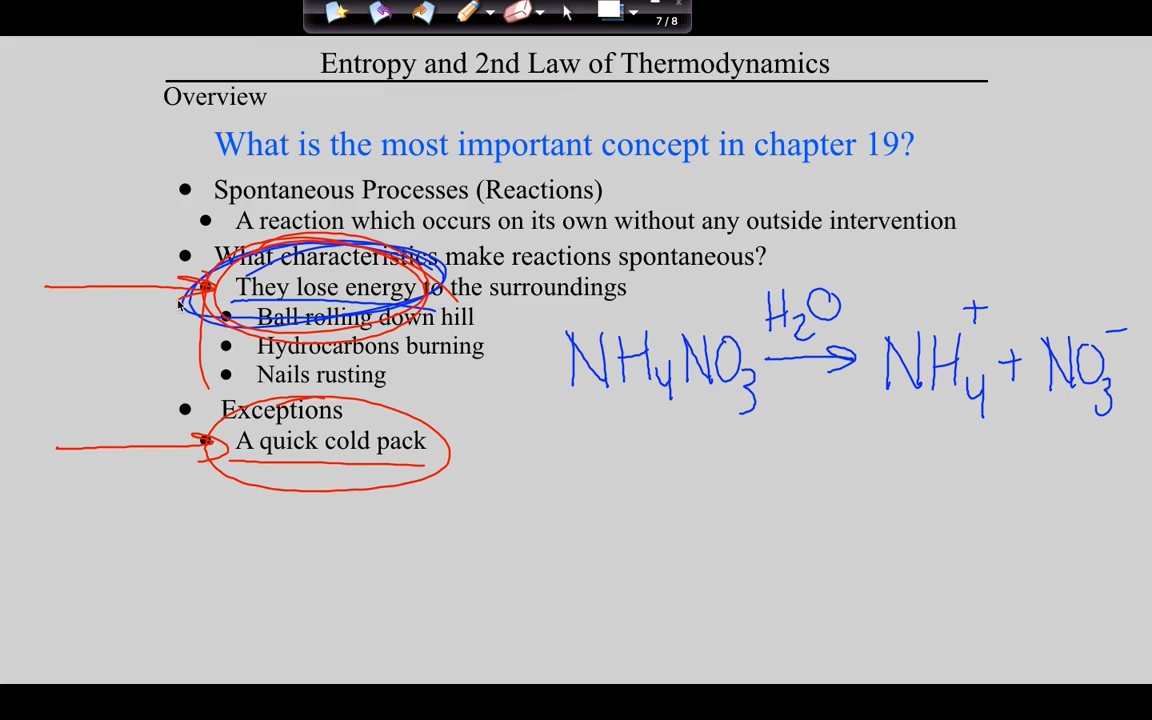 7 / 8
Entropy and 2nd Law of Thermodynamics
Overview
What is the most important concept in chapter 19?
● Spontaneous Processes (Reactions)
● A reaction which occurs on its own without any outside intervention
● What characteristics make reactions spontaneous?
● They lose energy to the surroundings
● Ball rolling down hill
● Hydrocarbons burning
● Nails rusting
● Exceptions
● A quick cold pack
H₂O
NH₄NO₃ → NH₄⁺ + NO₃⁻